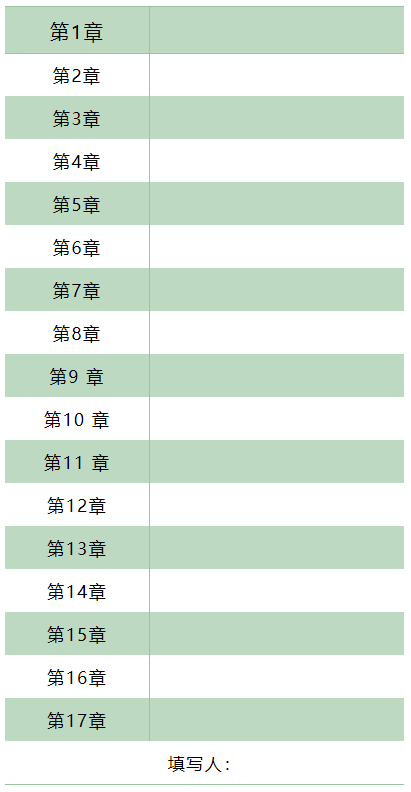 第1章
第2章
第3章
第4章
第5章
第6章
第7章
第8章
第9 章
第10 章
第11 章
第12章
第13章
第14章
第15章
第16章
第17章
填写人：